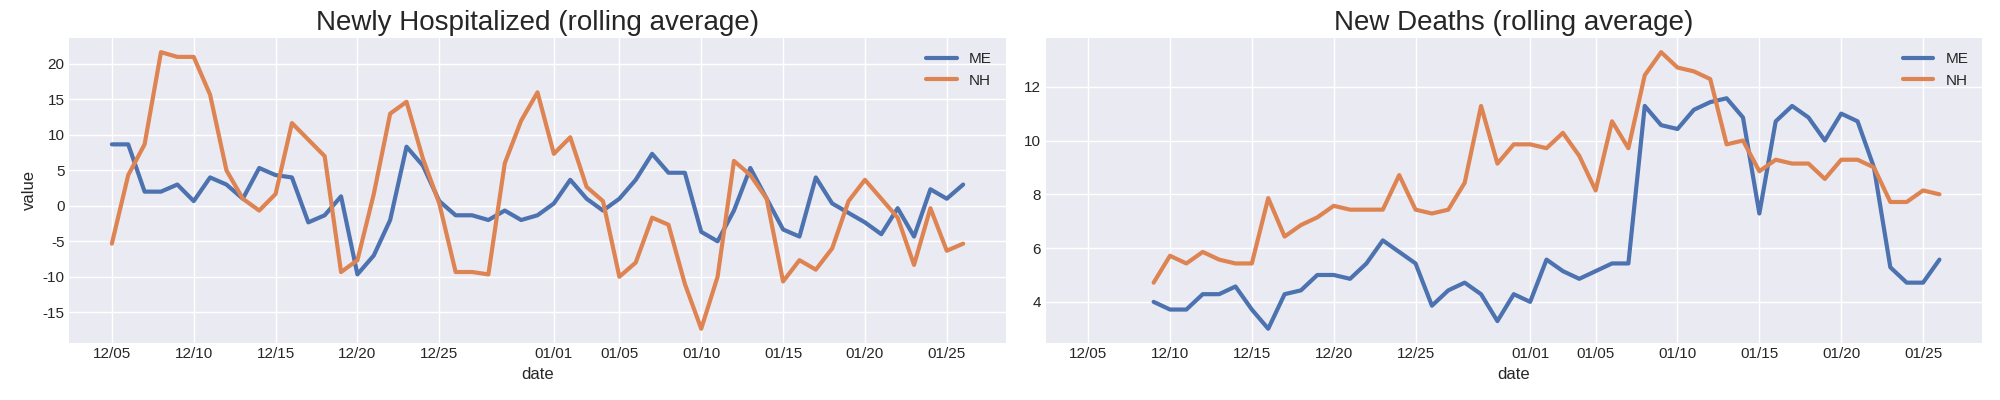 Newly Hospitalized (rolling average)
ME
NH
value
20
15
10
5
0
-5
-10
-15
12/05 12/10 12/15 12/20 12/25 01/01 01/05 01/10 01/15 01/20 01/25
date
New Deaths (rolling average)
ME
NH
12
10
8
6
4
12/05 12/10 12/15 12/20 12/25 01/01 01/05 01/10 01/15 01/20 01/25
date